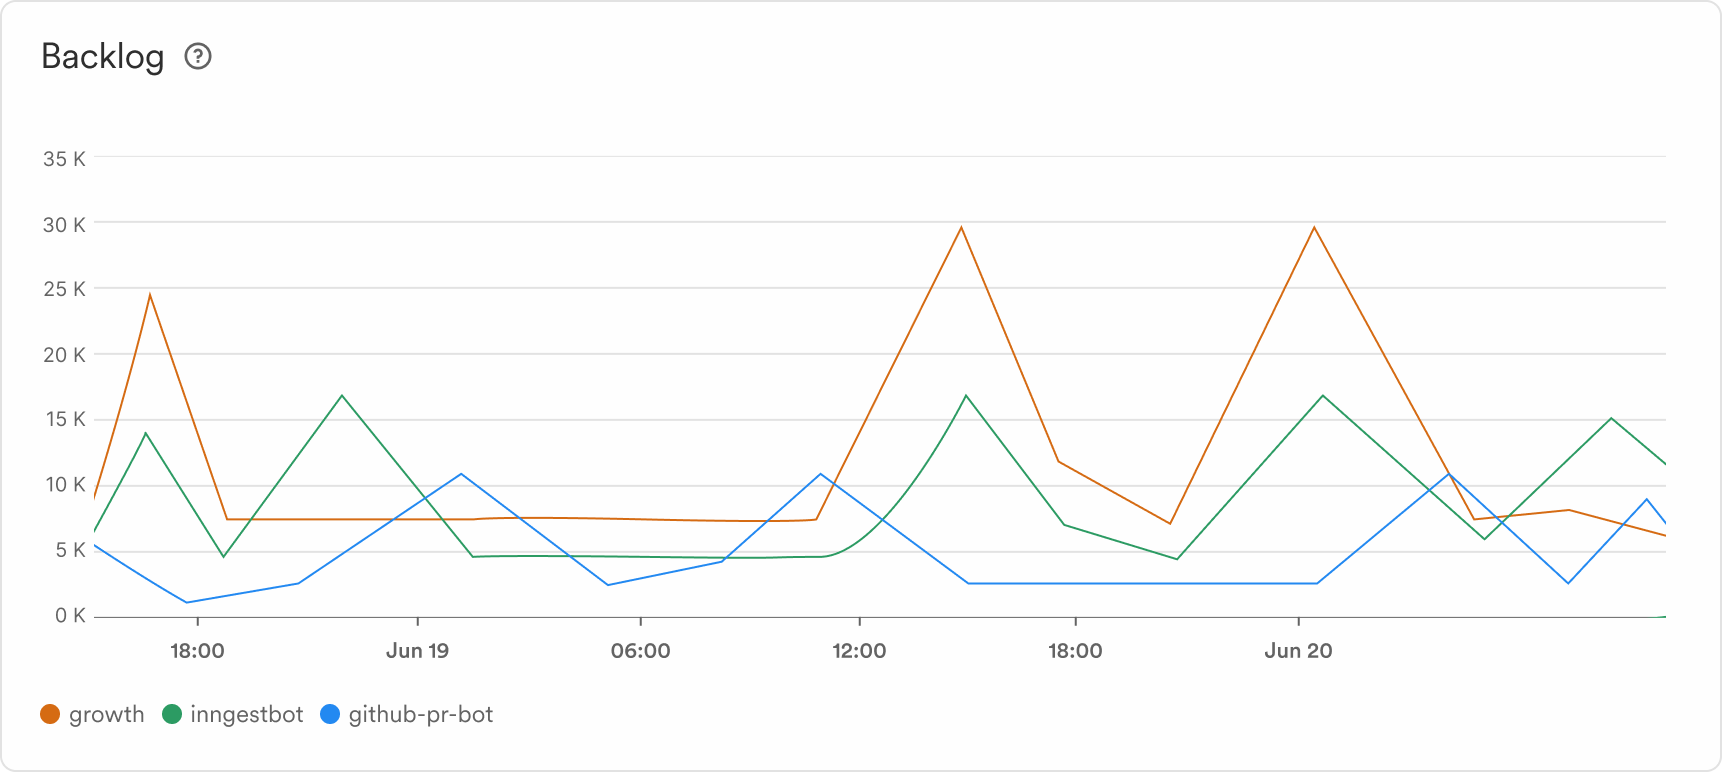 Backlog ?
35 K
30 K
25 K
20 K
15 K
10 K
5 K
0 K
18:00 Jun 19 06:00 12:00 18:00 Jun 20
growth inngestbot github-pr-bot